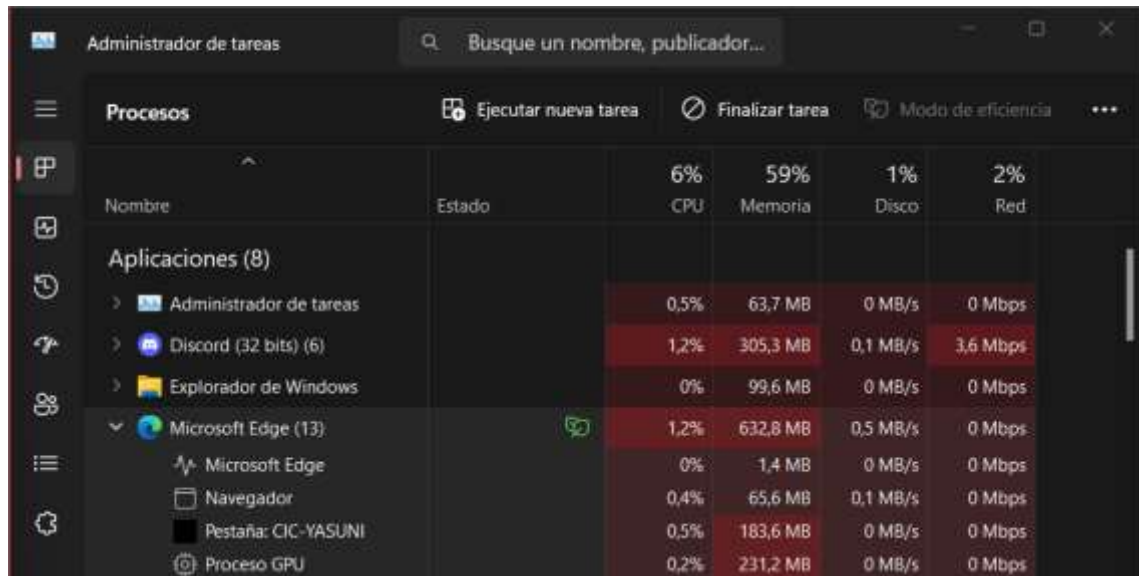 Administrador de tareas Busque un nombre, publicador...
Procesos Ejecutar nueva tarea Finalizar tarea Modo de eficiencia ...
6% 59% 1% 2%
Nombre Estado CPU Memoria Disco Red
Aplicaciones (8)
Administrador de tareas 0,5% 63,7 MB 0 MB/s 0 Mbps
Discord (32 bits) (6) 1,2% 305,3 MB 0,1 MB/s 3,6 Mbps
Explorador de Windows 0% 99,6 MB 0 MB/s 0 Mbps
Microsoft Edge (13) 1,2% 632,8 MB 0,5 MB/s 0 Mbps
Microsoft Edge 0% 1,4 MB 0 MB/s 0 Mbps
Navegador 0,4% 65,6 MB 0,1 MB/s 0 Mbps
Pestaña: CIC-YASUNI 0,5% 183,6 MB 0 MB/s 0 Mbps
Proceso GPU 0,2% 231,2 MB 0 MB/s 0 Mbps